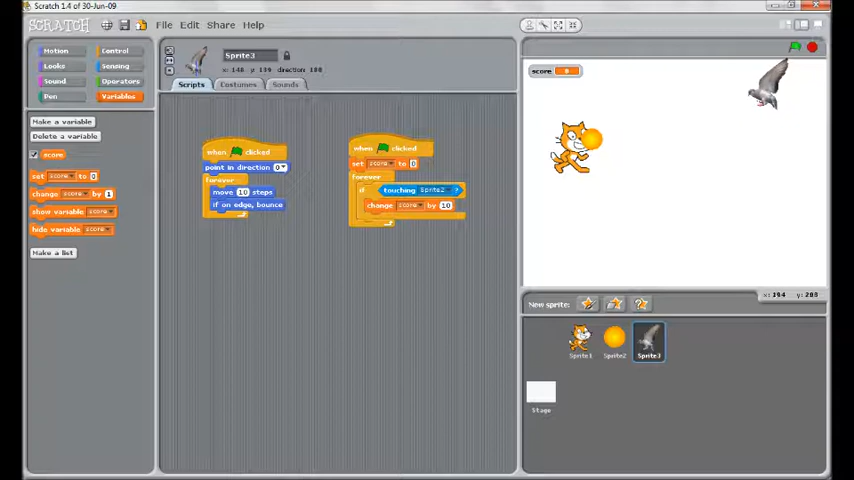 Scratch 1.4 of 30-Jun-09
SCRATCH
File Edit Share Help
Motion Control
Looks Sensing
Sound Operators
Pen Variables
Make a variable
Delete a variable
score
set score to 0
change score by 1
show variable score
hide variable score
Make a list
Sprite3
Scripts Costumes Sounds
when clicked
point in direction 0
forever
move 10 steps
if on edge, bounce
when clicked
set score to 0
forever
if touching Sprite2 ?
change score by 10
score
New sprite:
Sprite1 Sprite2 Sprite3
Stage